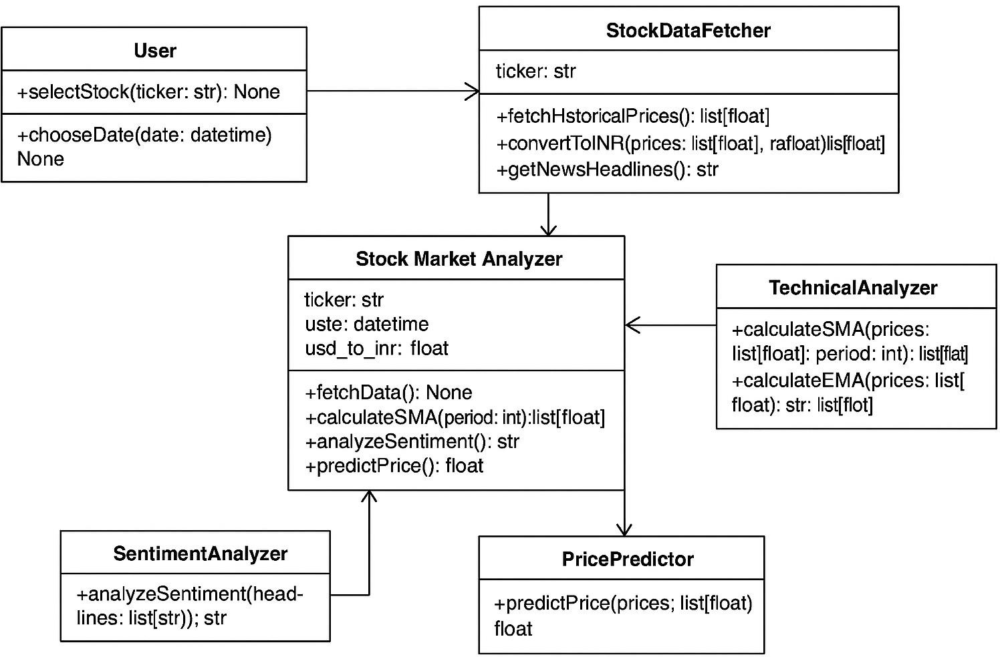 User
+selectStock(ticker: str): None
+chooseDate(date: datetime)
None
StockDataFetcher
ticker: str
+fetchHstoricalPrices(): list[float]
+convertToINR(prices: list[float], rafloat)lis[float]
+getNewsHeadlines(): str
Stock Market Analyzer
ticker: str
uste: datetime
usd_to_inr: float
+fetchData(): None
+calculateSMA(period: int):list[float]
+analyzeSentiment(): str
+predictPrice(): float
TechnicalAnalyzer
+calculateSMA(prices:
list[float]: period: int): list[flat]
+calculateEMA(prices: list[
float): str: list[flot]
SentimentAnalyzer
+analyzeSentiment(head-
lines: list[str)); str
PricePredictor
+predictPrice(prices; list[float)
float